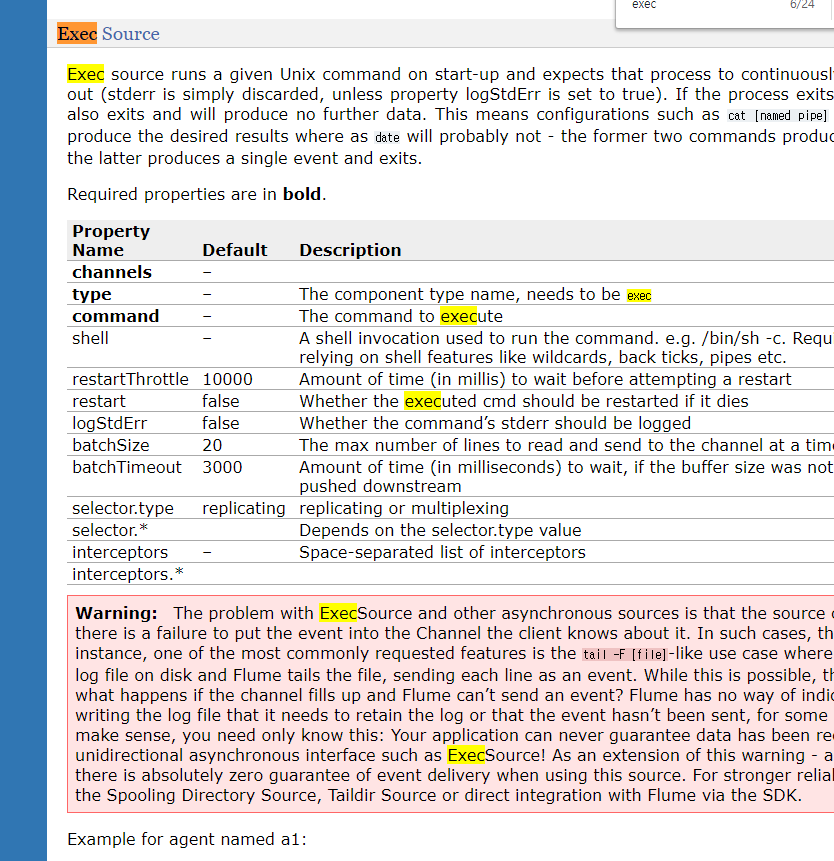 exec 6/24
Exec Source
Exec source runs a given Unix command on start-up and expects that process to continuousl
out (stderr is simply discarded, unless property logStdErr is set to true). If the process exits
also exits and will produce no further data. This means configurations such as cat [named pipe]
produce the desired results where as date will probably not - the former two commands produc
the latter produces a single event and exits.
Required properties are in bold.
Property
Name Default Description
channels –
type – The component type name, needs to be exec
command – The command to execute
shell – A shell invocation used to run the command. e.g. /bin/sh -c. Requ
relying on shell features like wildcards, back ticks, pipes etc.
restartThrottle 10000 Amount of time (in millis) to wait before attempting a restart
restart false Whether the executed cmd should be restarted if it dies
logStdErr false Whether the command’s stderr should be logged
batchSize 20 The max number of lines to read and send to the channel at a time
batchTimeout 3000 Amount of time (in milliseconds) to wait, if the buffer size was not
pushed downstream
selector.type replicating replicating or multiplexing
selector.* Depends on the selector.type value
interceptors – Space-separated list of interceptors
interceptors.*
Warning: The problem with ExecSource and other asynchronous sources is that the source
there is a failure to put the event into the Channel the client knows about it. In such cases, th
instance, one of the most commonly requested features is the tail -F [file]-like use case where
log file on disk and Flume tails the file, sending each line as an event. While this is possible, th
what happens if the channel fills up and Flume can’t send an event? Flume has no way of indic
writing the log file that it needs to retain the log or that the event hasn’t been sent, for some
make sense, you need only know this: Your application can never guarantee data has been re
unidirectional asynchronous interface such as ExecSource! As an extension of this warning - a
there is absolutely zero guarantee of event delivery when using this source. For stronger relial
the Spooling Directory Source, Taildir Source or direct integration with Flume via the SDK.
Example for agent named a1: